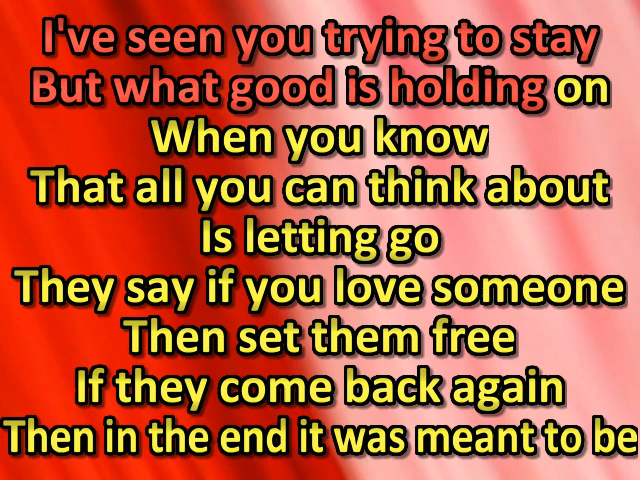 I've seen you trying to stay
But what good is holding on
When you know
That all you can think about
Is letting go
They say if you love someone
Then set them free
If they come back again
Then in the end it was meant to be